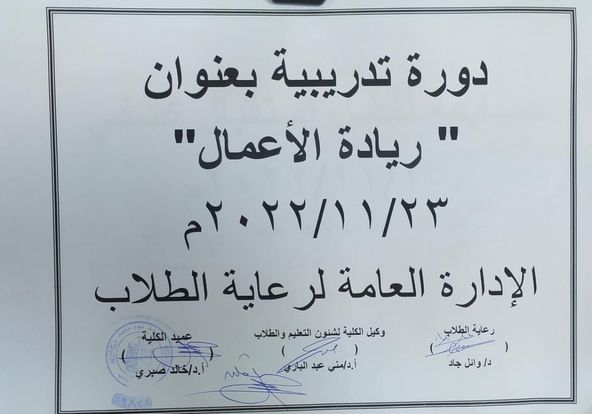 دورة تدريبية بعنوان
" ريادة الأعمال"
٢٠٢٢/١١/٢٣م
الإدارة العامة لرعاية الطلاب
رعاية الطلاب
وكيل الكلية لشئون التعليم والطلاب
عميد الكلية
( )
( )
( )
د/ وائل جاد
أ.د/مني عبد الباري
أ.د/خالد صبري